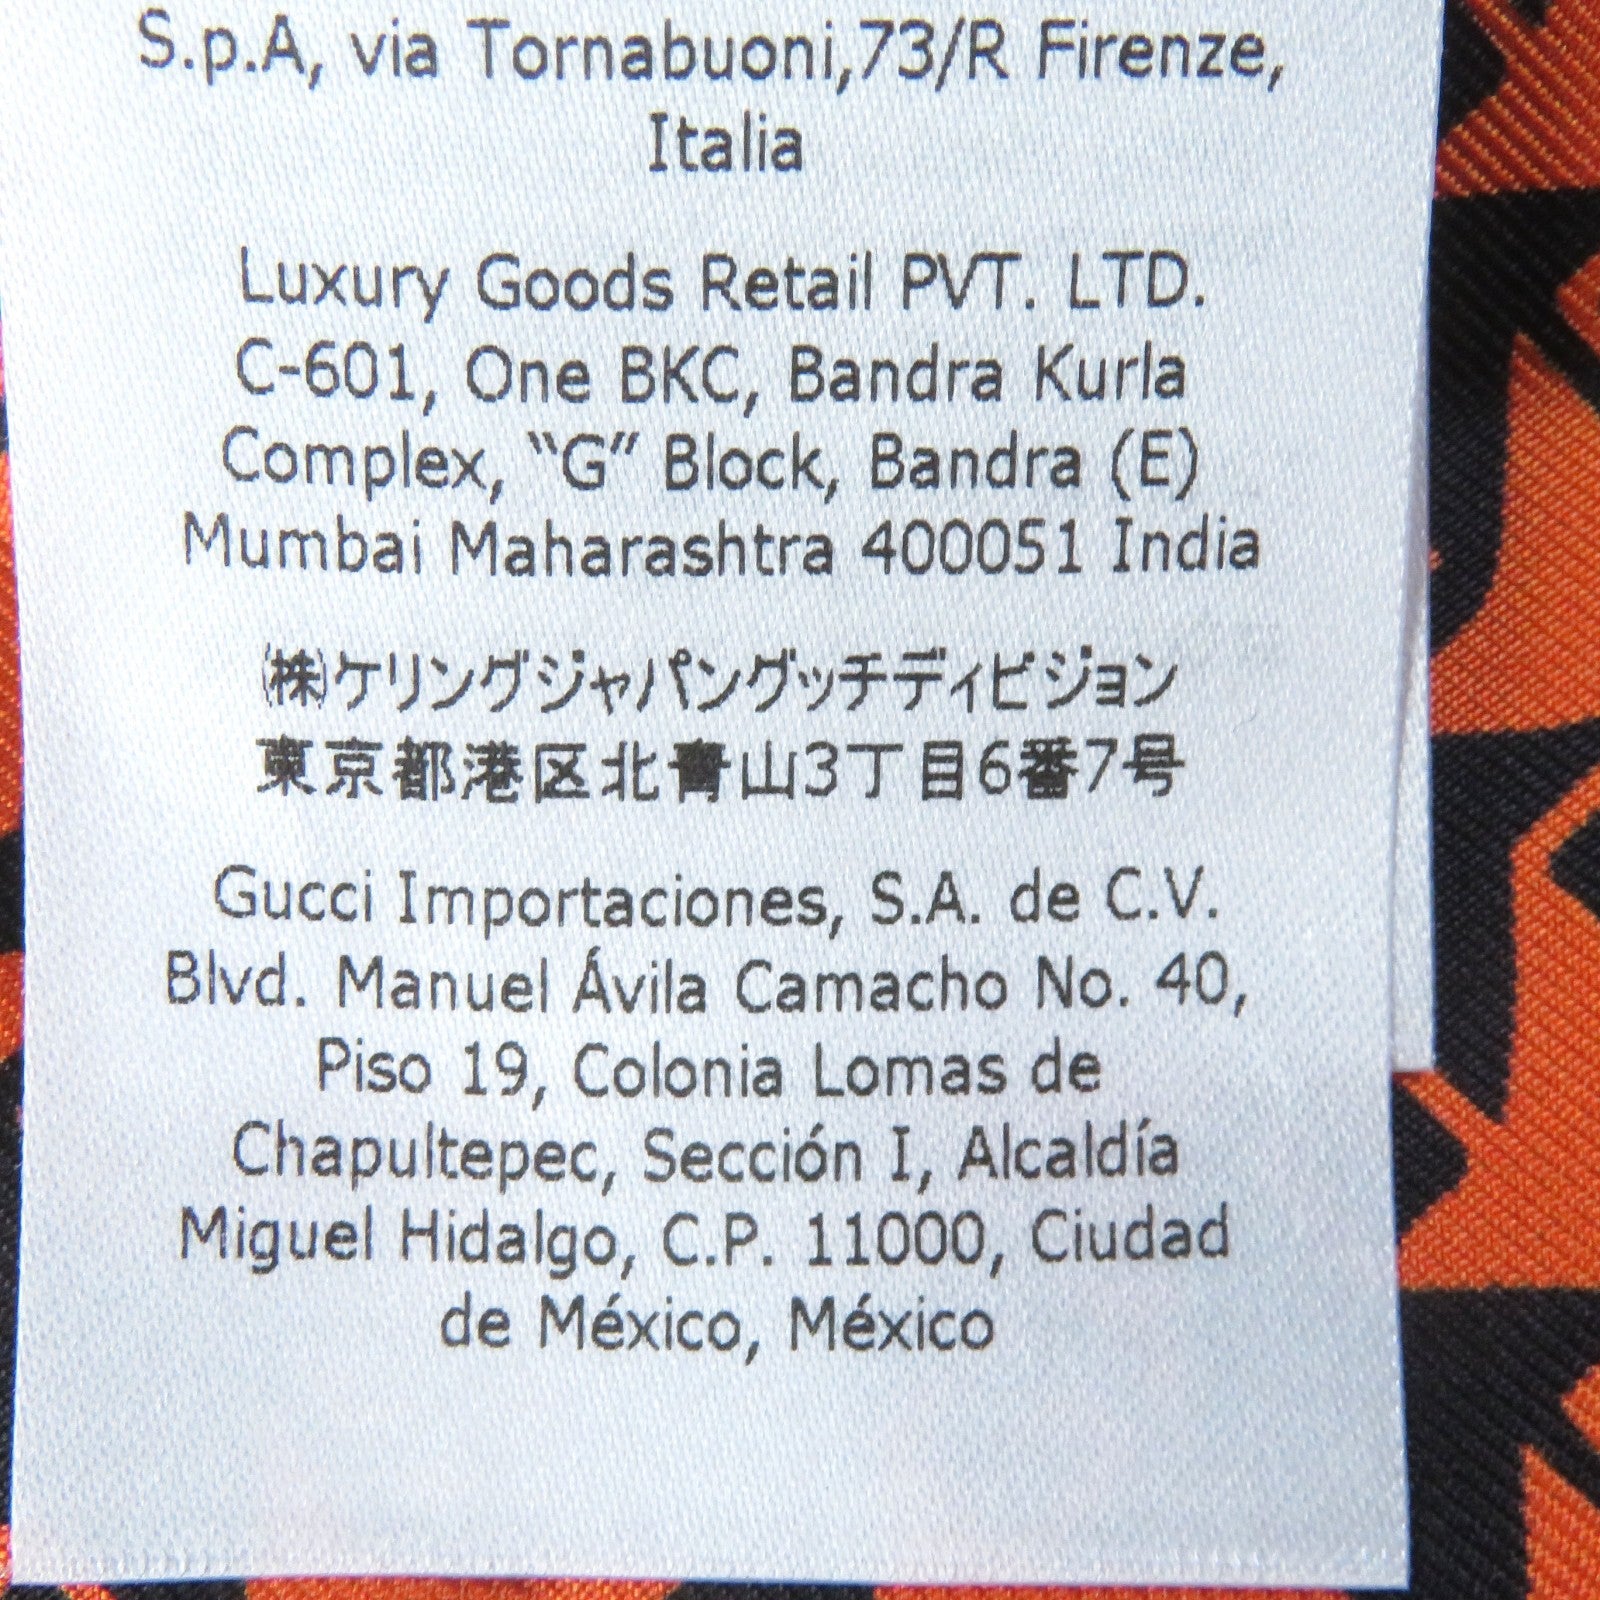 S.p.A, via Tornabuoni,73/R Firenze,
Italia
Luxury Goods Retail PVT. LTD.
C-601, One BKC, Bandra Kurla
Complex, “G” Block, Bandra (E)
Mumbai Maharashtra 400051 India
㈱ケリングジャパングッチディビジョン
東京都港区北青山3丁目6番7号
Gucci Importaciones, S.A. de C.V.
Blvd. Manuel Ávila Camacho No. 40,
Piso 19, Colonia Lomas de
Chapultepec, Sección I, Alcaldía
Miguel Hidalgo, C.P. 11000, Ciudad
de México, México